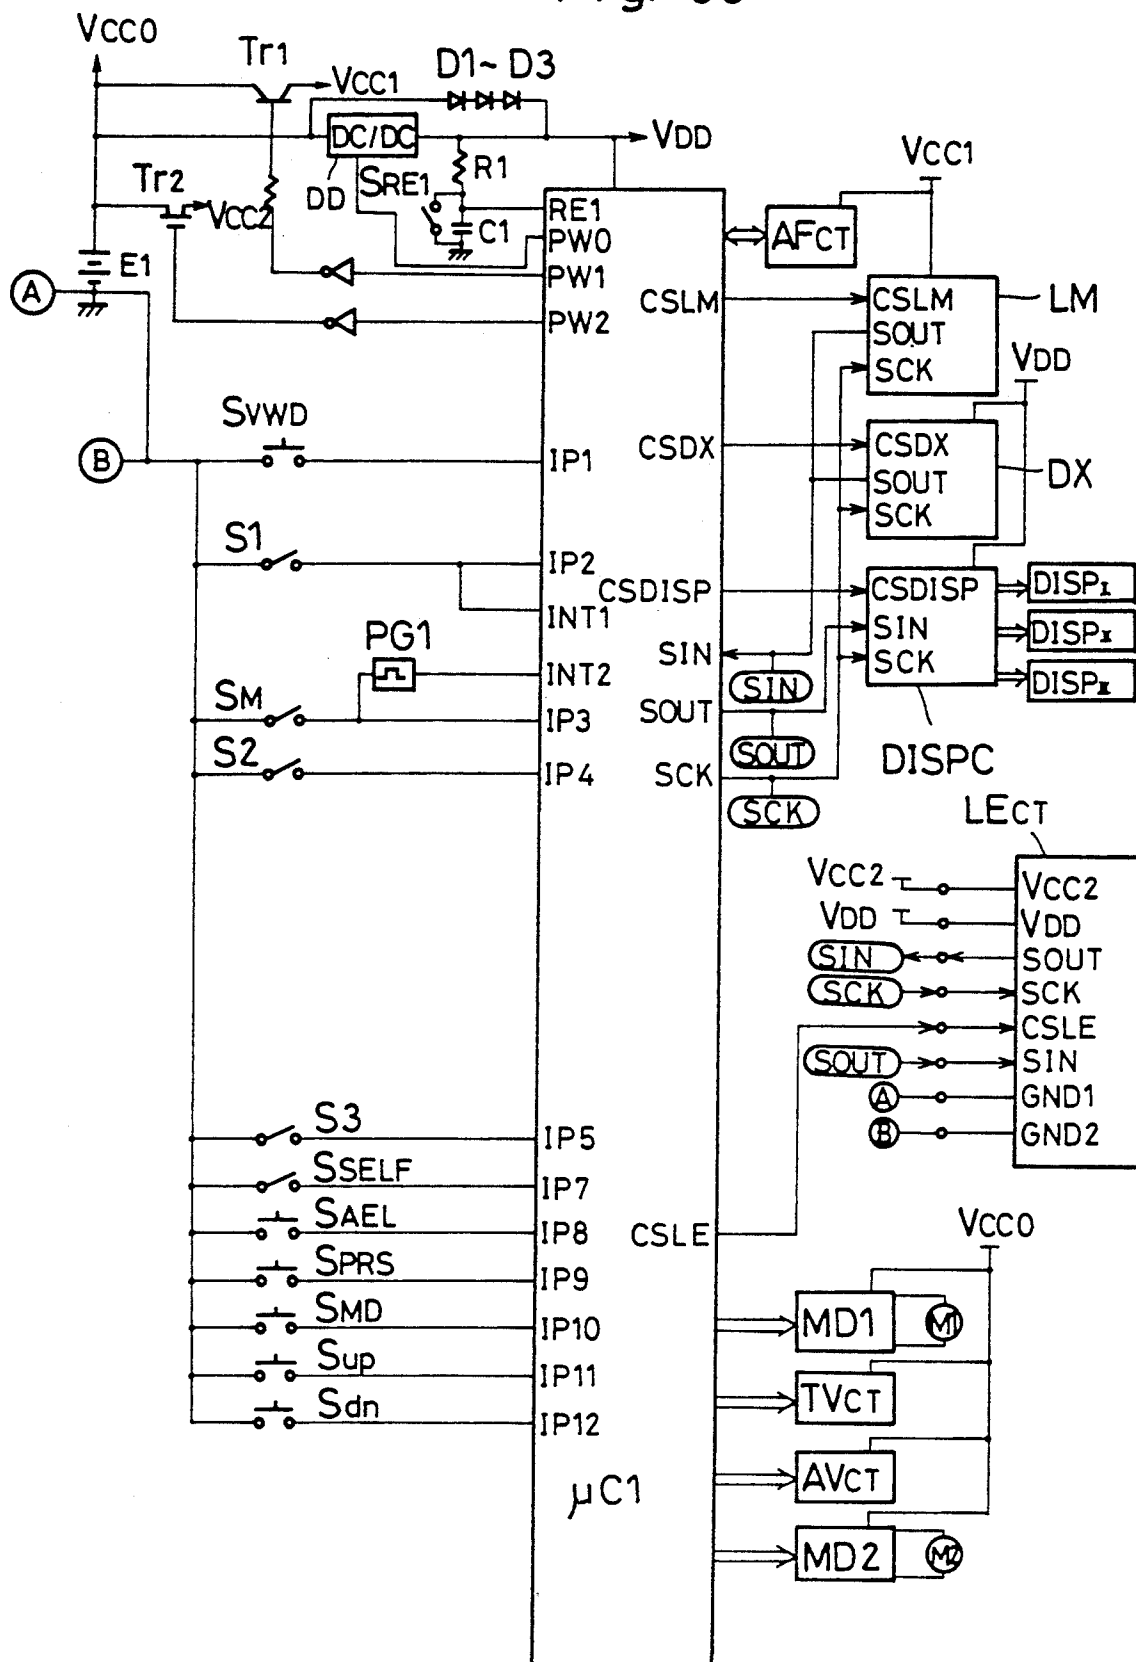 VCC0
Tr1
VCC1
D1~D3
DC/DC
VDD
Tr2
VCC2
DD
SRE1
R1
C1
E1
A
RE1
PW0
PW1
PW2
AFCT
VCC1
CSLM
CSLM
SOUT
SCK
LM
VDD
B
SVWD
IP1
CSDX
CSDX
SOUT
SCK
DX
S1
IP2
INT1
CSDISP
CSDISP
SIN
SCK
DISPI
DISPII
DISPIII
PG1
INT2
SIN
SIN
SM
IP3
SOUT
SOUT
S2
IP4
SCK
SCK
DISPC
LECT
VCC2
VCC2
VDD
VDD
SIN
SOUT
SCK
SCK
CSLE
SOUT
SIN
A
GND1
B
GND2
S3
IP5
SSELF
IP7
SAEL
IP8
CSLE
VCC0
SPRS
IP9
SMD
IP10
MD1
M1
Sup
IP11
TVCT
Sdn
IP12
AVCT
μC1
MD2
M2